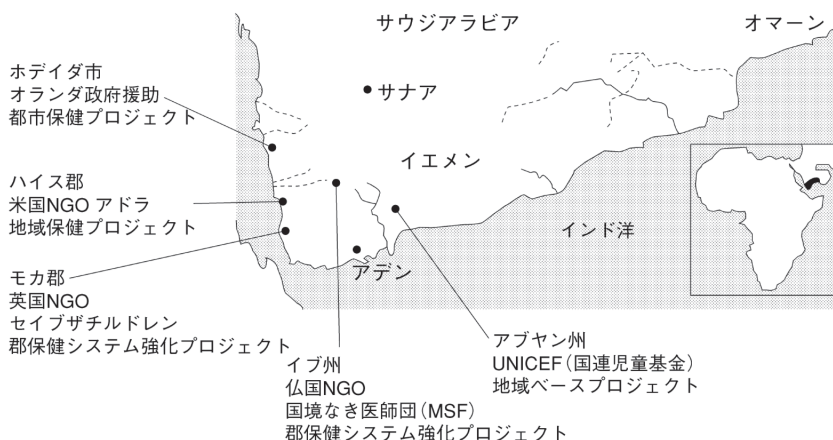 サウジアラビア
オマーン
ホデイダ市
オランダ政府援助
都市保健プロジェクト
サナア
イエメン
ハイス郡
米国NGO アドラ
地域保健プロジェクト
インド洋
モカ郡
英国NGO
セイブザチルドレン
郡保健システム強化プロジェクト
アデン
イブ州
仏国NGO
国境なき医師団（MSF）
郡保健システム強化プロジェクト
アブヤン州
UNICEF（国連児童基金）
地域ベースプロジェクト